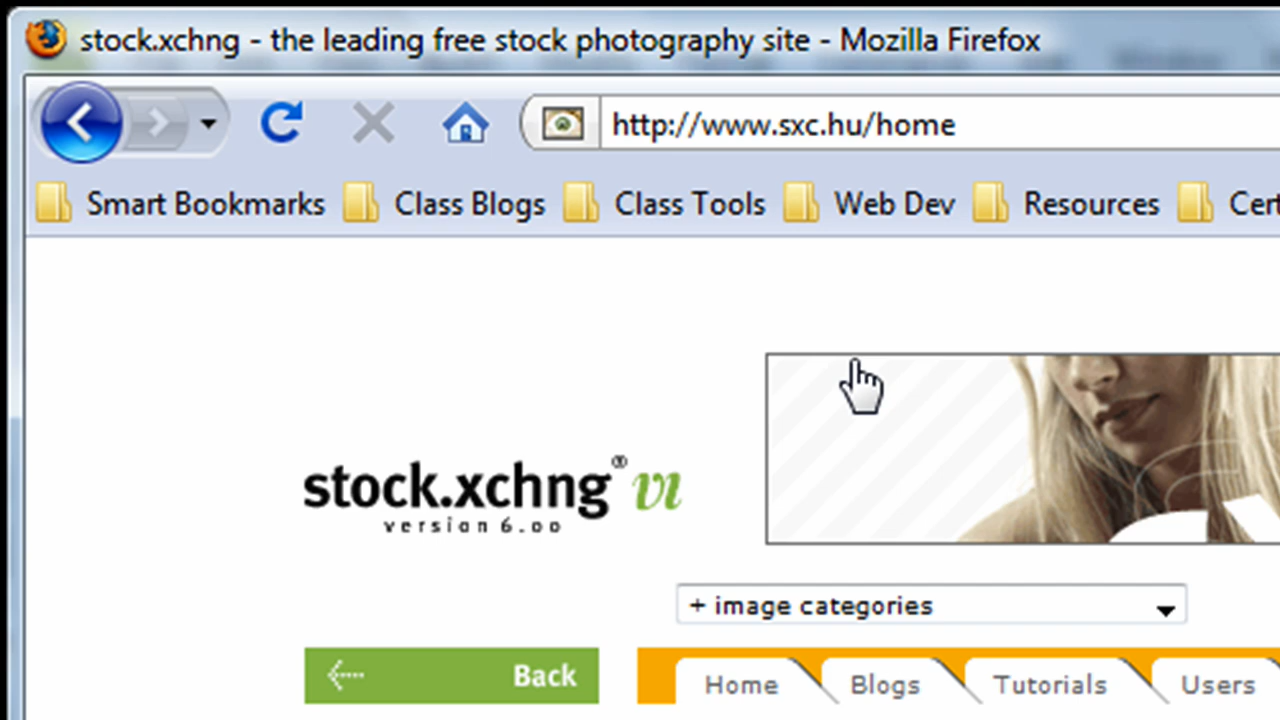 stock.xchng - the leading free stock photography site - Mozilla Firefox
http://www.sxc.hu/home
Smart Bookmarks Class Blogs Class Tools Web Dev Resources Cert
stock.xchng® vi
version 6.00
+ image categories
Back Home Blogs Tutorials Users